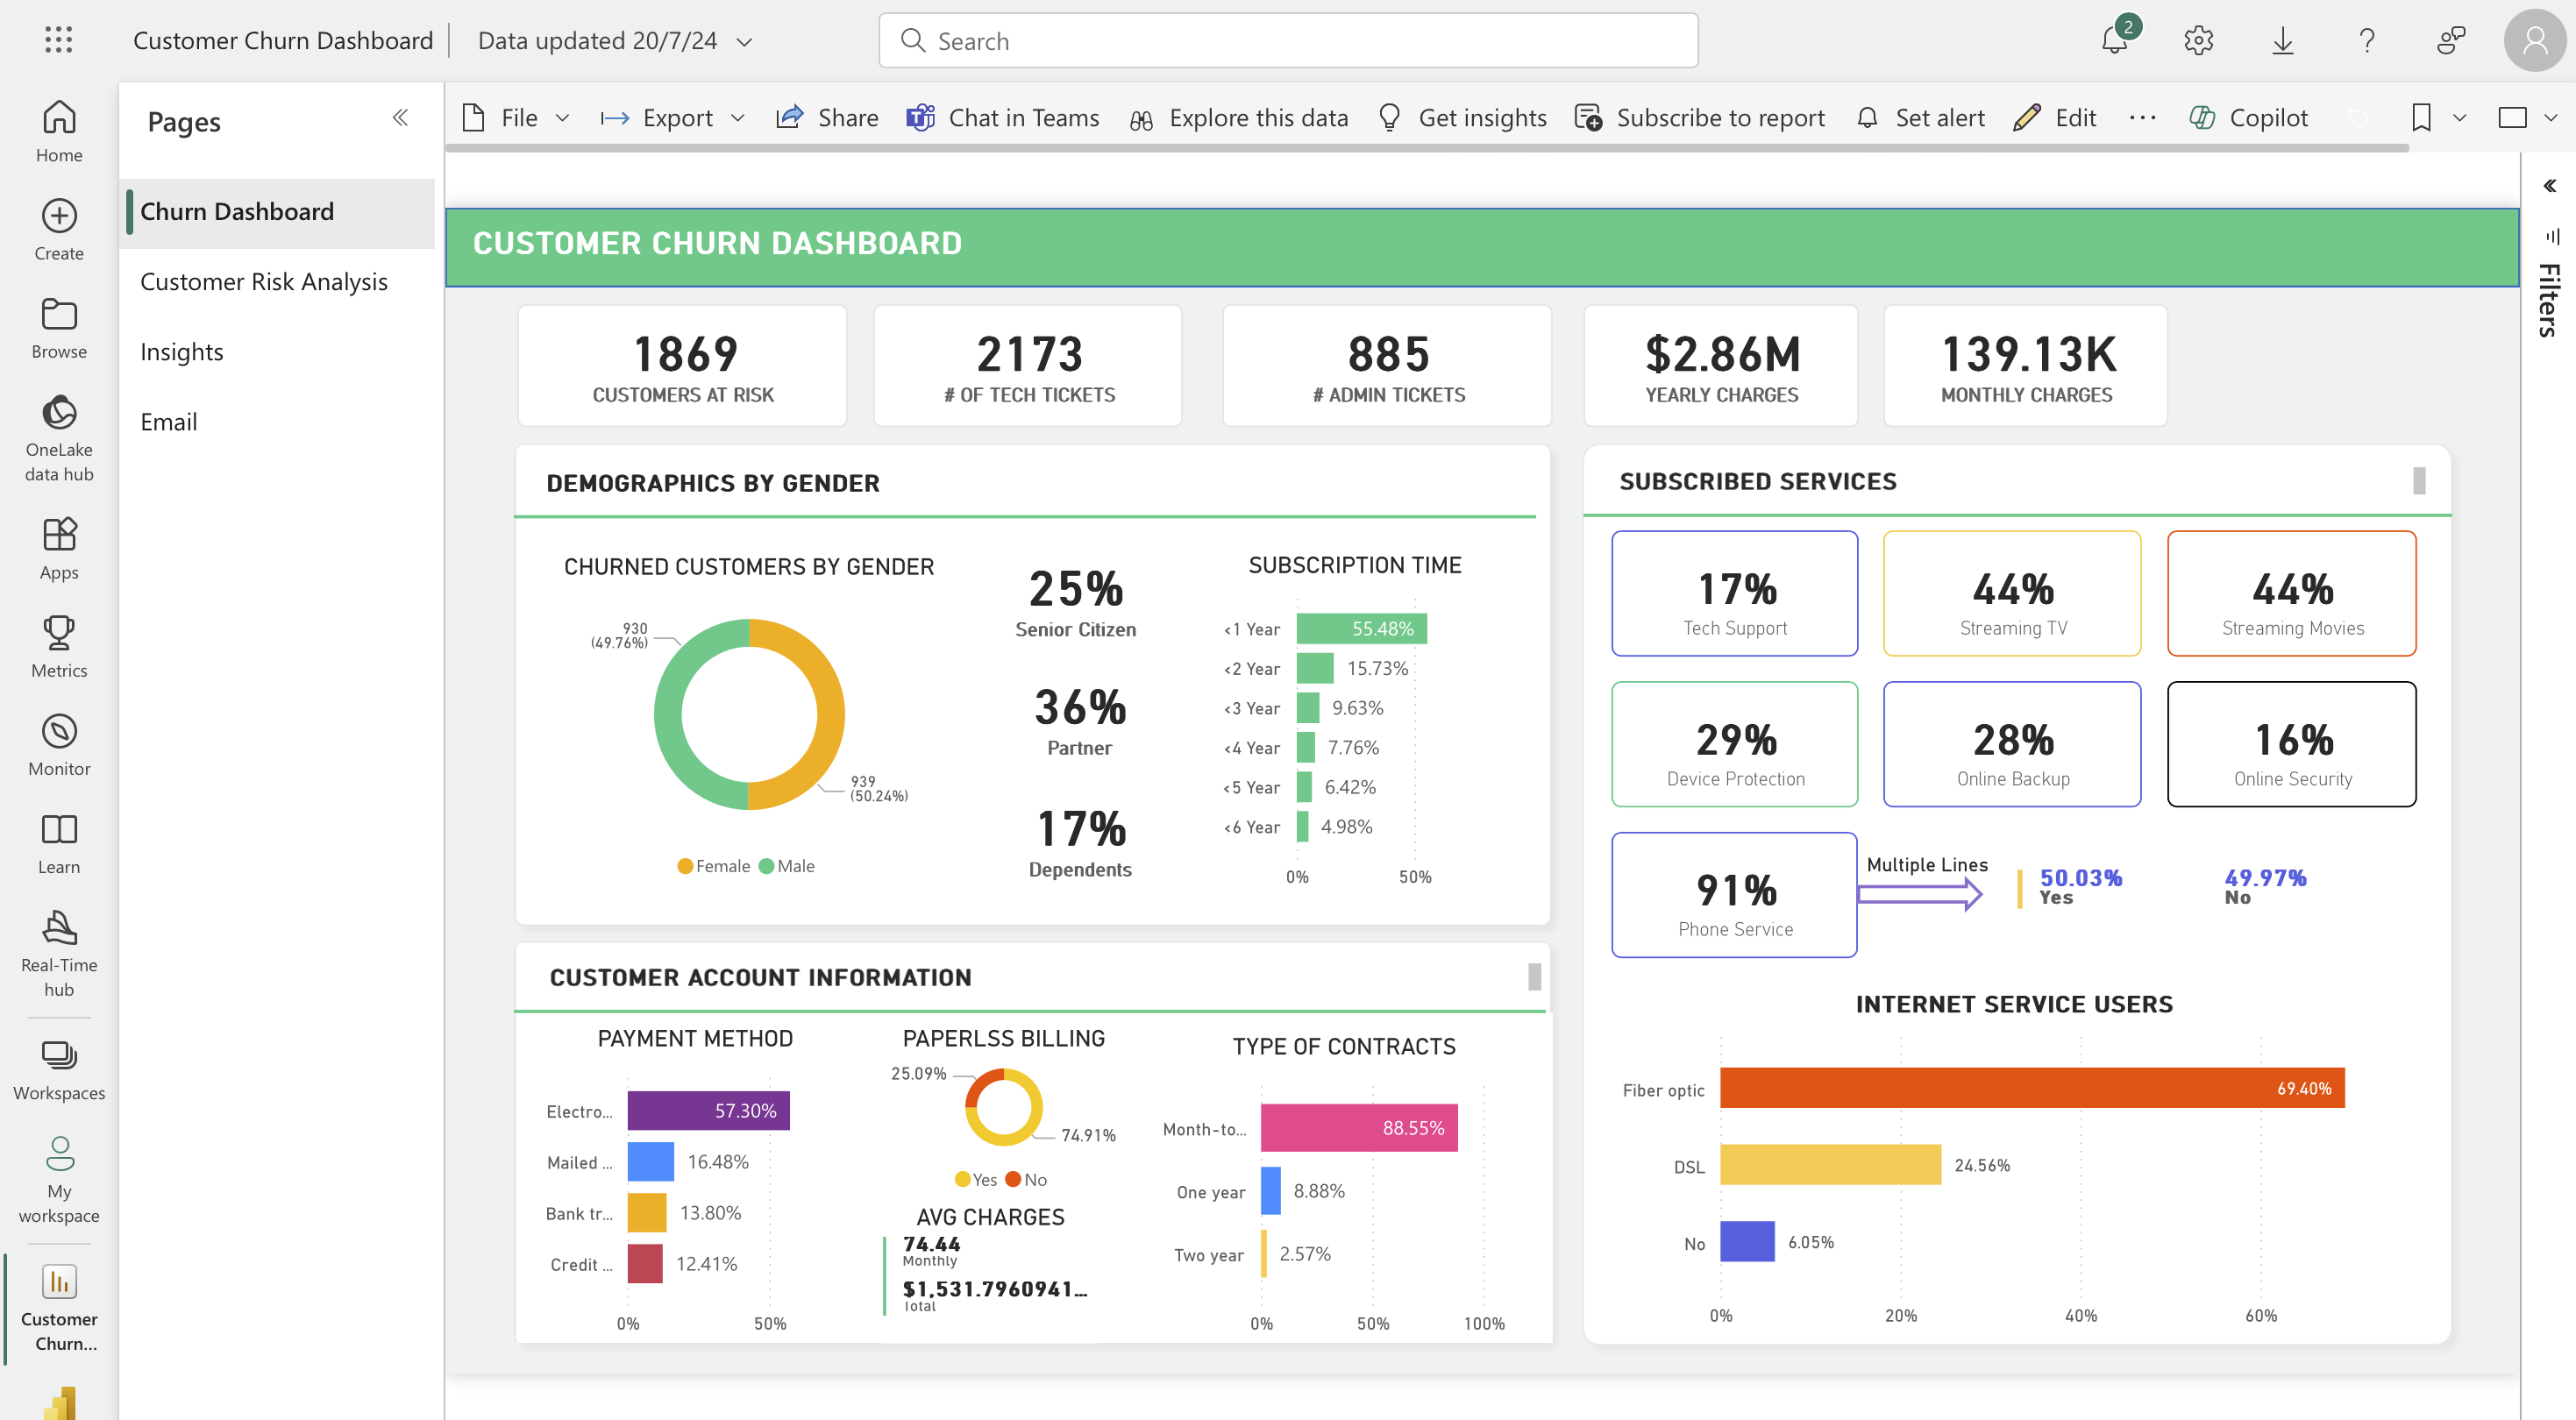 Customer Churn Dashboard
Data updated 20/7/24
Search
2
Home
Create
Browse
OneLake
data hub
Apps
Metrics
Monitor
Learn
Real-Time
hub
Workspaces
My
workspace
Customer
Churn...
Pages
Churn Dashboard
Customer Risk Analysis
Insights
Email
File
Export
Share
Chat in Teams
Explore this data
Get insights
Subscribe to report
Set alert
Edit
Copilot
Filters
CUSTOMER CHURN DASHBOARD
1869
CUSTOMERS AT RISK
2173
# OF TECH TICKETS
885
# ADMIN TICKETS
$2.86M
YEARLY CHARGES
139.13K
MONTHLY CHARGES
DEMOGRAPHICS BY GENDER
CHURNED CUSTOMERS BY GENDER
930
(49.76%)
939
(50.24%)
Female Male
25%
Senior Citizen
36%
Partner
17%
Dependents
SUBSCRIPTION TIME
<1 Year 55.48%
<2 Year 15.73%
<3 Year 9.63%
<4 Year 7.76%
<5 Year 6.42%
<6 Year 4.98%
0% 50%
CUSTOMER ACCOUNT INFORMATION
PAYMENT METHOD
Electro... 57.30%
Mailed ... 16.48%
Bank tr... 13.80%
Credit ... 12.41%
0% 50%
PAPERLSS BILLING
25.09%
74.91%
Yes No
AVG CHARGES
74.44
Monthly
$1,531.7960941...
Total
TYPE OF CONTRACTS
Month-to... 88.55%
One year 8.88%
Two year 2.57%
0% 50% 100%
SUBSCRIBED SERVICES
17%
Tech Support
44%
Streaming TV
44%
Streaming Movies
29%
Device Protection
28%
Online Backup
16%
Online Security
91%
Phone Service
Multiple Lines
50.03%
Yes
49.97%
No
INTERNET SERVICE USERS
Fiber optic 69.40%
DSL 24.56%
No 6.05%
0% 20% 40% 60%